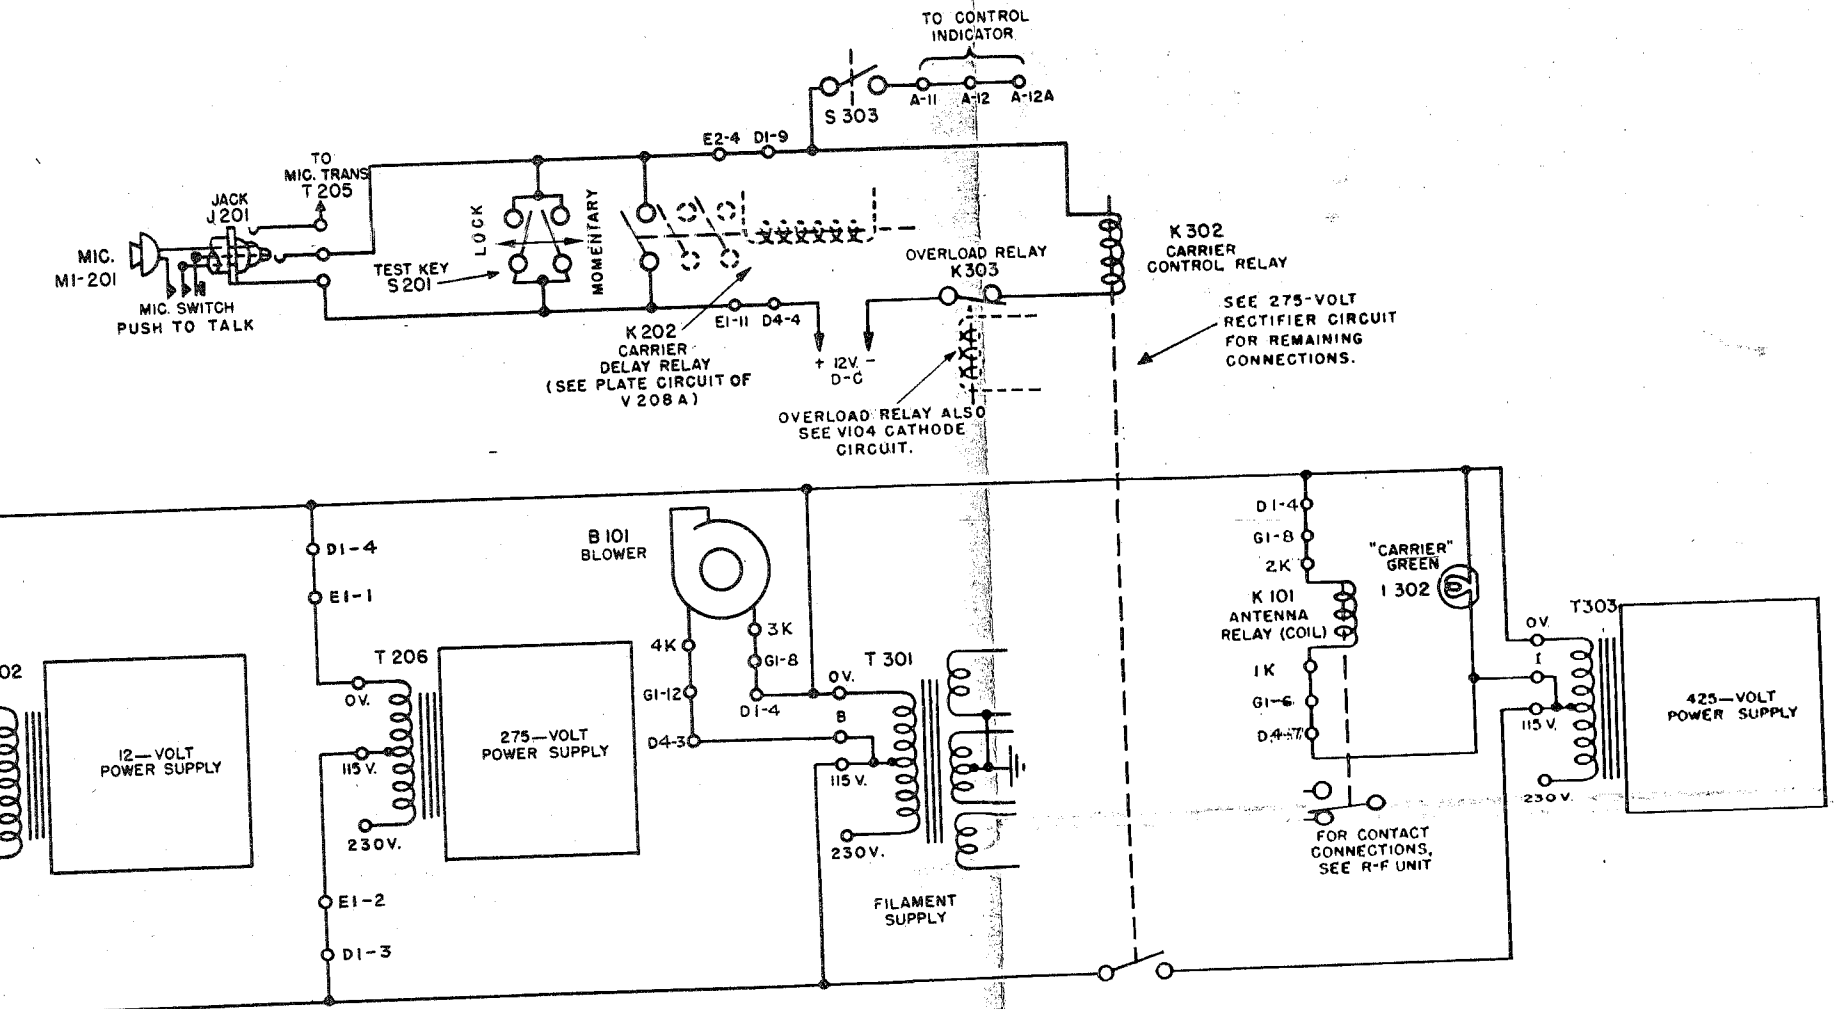 TO CONTROL
INDICATOR
S 303
A-11
A-12
A-12A
E2-4
D1-9
TO
MIC. TRANS
T 205
JACK
J 201
MIC.
M1-201
MIC. SWITCH
PUSH TO TALK
LOCK
MOMENTARY
TEST KEY
S 201
K 202
CARRIER
DELAY RELAY
(SEE PLATE CIRCUIT OF
V 208 A)
E1-11
D4-4
+ 12V. -
D-C
OVERLOAD RELAY
K303
K 302
CARRIER
CONTROL RELAY
SEE 275-VOLT
RECTIFIER CIRCUIT
FOR REMAINING
CONNECTIONS.
OVERLOAD RELAY ALSO
SEE V104 CATHODE
CIRCUIT.
D1-4
E1-1
B 101
BLOWER
4K
3K
G1-8
G1-12
D1-4
D4-3
D1-4
G1-8
2K
K 101
ANTENNA
RELAY (COIL)
1K
G1-6
D4-7
"CARRIER"
GREEN
I 302
T303
0V.
I
115 V.
230V.
425-VOLT
POWER SUPPLY
02
12-VOLT
POWER SUPPLY
T 206
0V.
115 V.
230V.
275-VOLT
POWER SUPPLY
E1-2
D1-3
T 301
0V.
B
115 V.
230V.
FILAMENT
SUPPLY
FOR CONTACT
CONNECTIONS,
SEE R-F UNIT